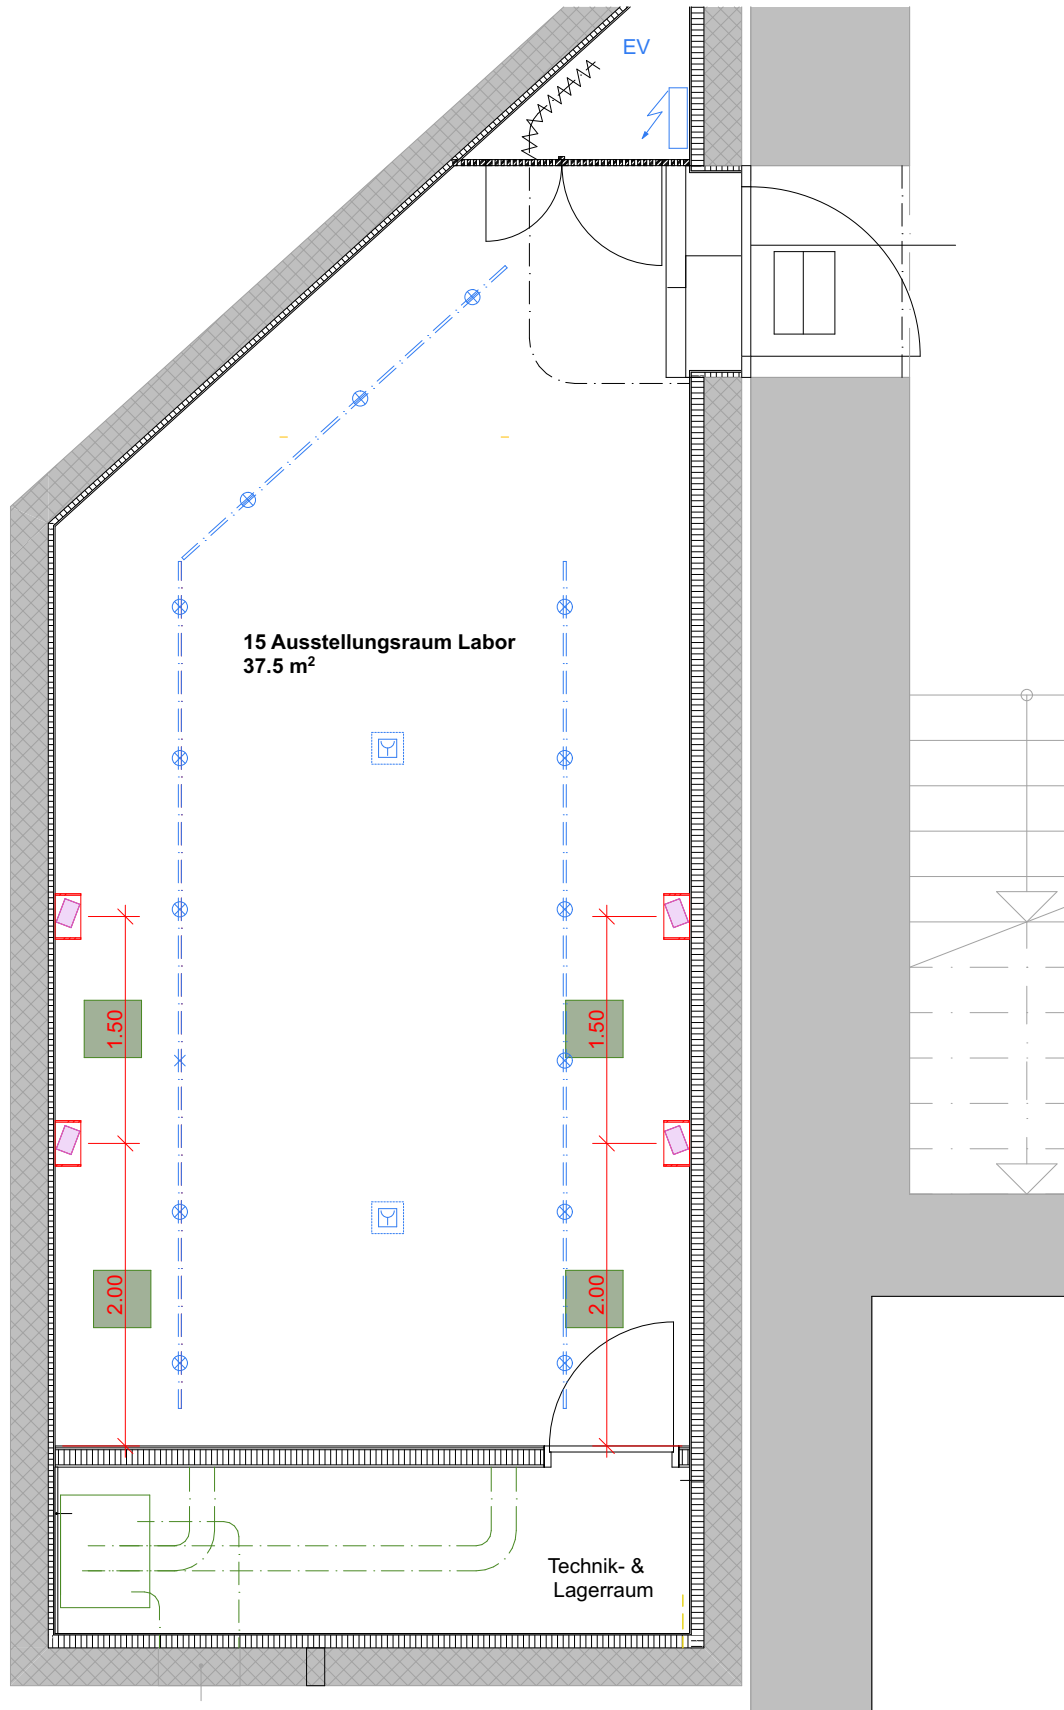 EV
15 Ausstellungsraum Labor
37.5 m²
1.50
1.50
2.00
2.00
Technik- &
Lagerraum